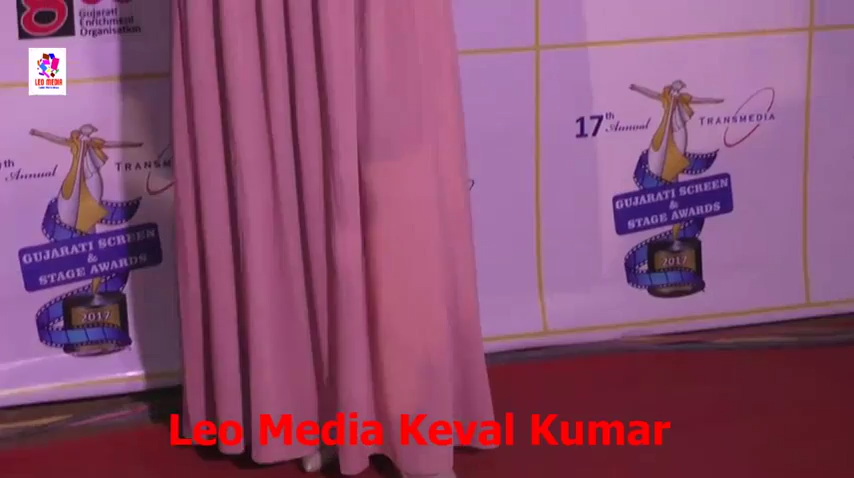 Gujarati
Enrichment
Organisation
LEO MEDIA
17th Annual TRANSMEDIA
GUJARATI SCREEN
&
STAGE AWARDS
2017
th Annual TRANSM
GUJARATI SCREEN
&
STAGE AWARDS
2017
Leo Media Keval Kumar